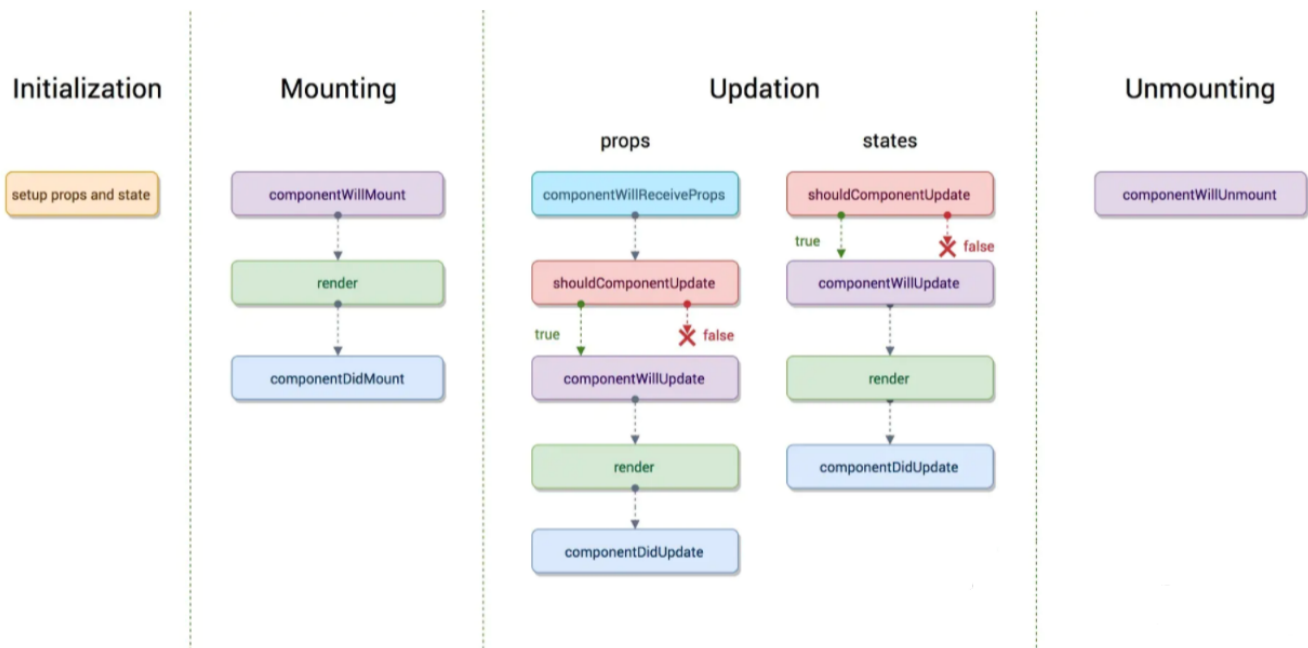 Initialization
setup props and state
Mounting
componentWillMount
render
componentDidMount
Updation
props
componentWillReceiveProps
shouldComponentUpdate
true
false
componentWillUpdate
render
componentDidUpdate
states
shouldComponentUpdate
true
false
componentWillUpdate
render
componentDidUpdate
Unmounting
componentWillUnmount